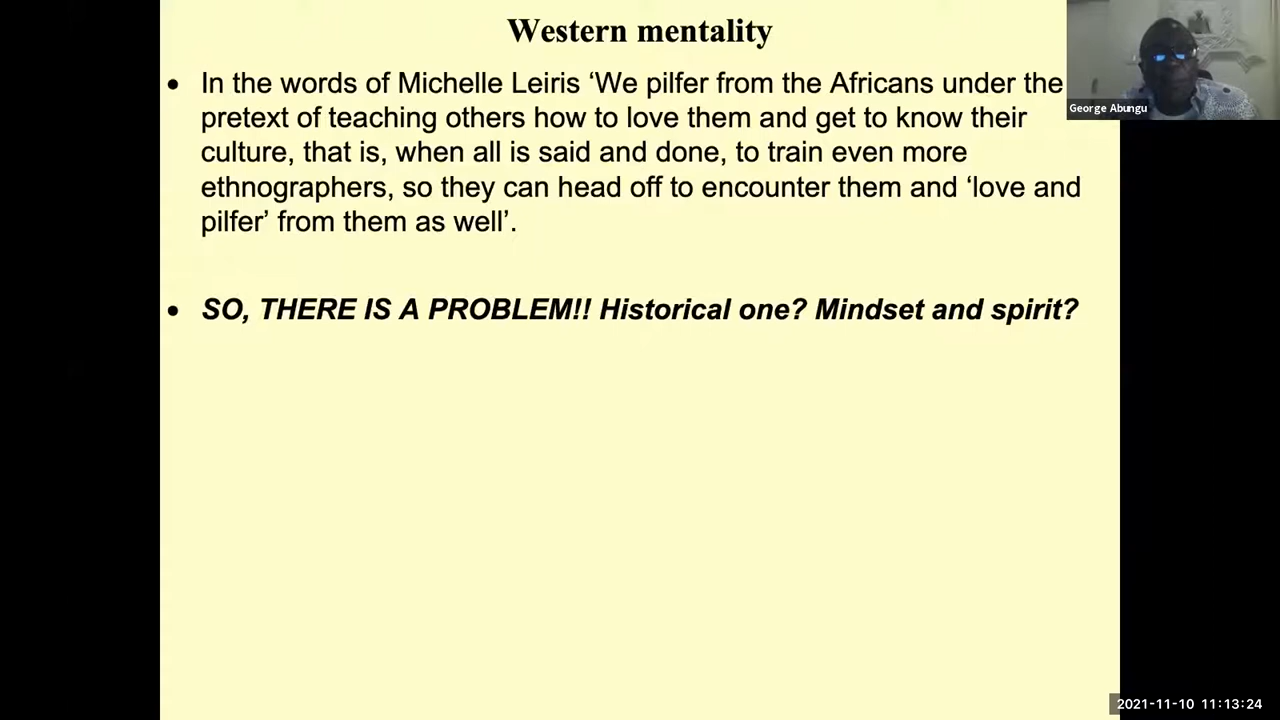 Western mentality
• In the words of Michelle Leiris ‘We pilfer from the Africans under the
pretext of teaching others how to love them and get to know their
culture, that is, when all is said and done, to train even more
ethnographers, so they can head off to encounter them and ‘love and
pilfer’ from them as well’.
• SO, THERE IS A PROBLEM!! Historical one? Mindset and spirit?
George Abungu
2021-11-10 11:13:24